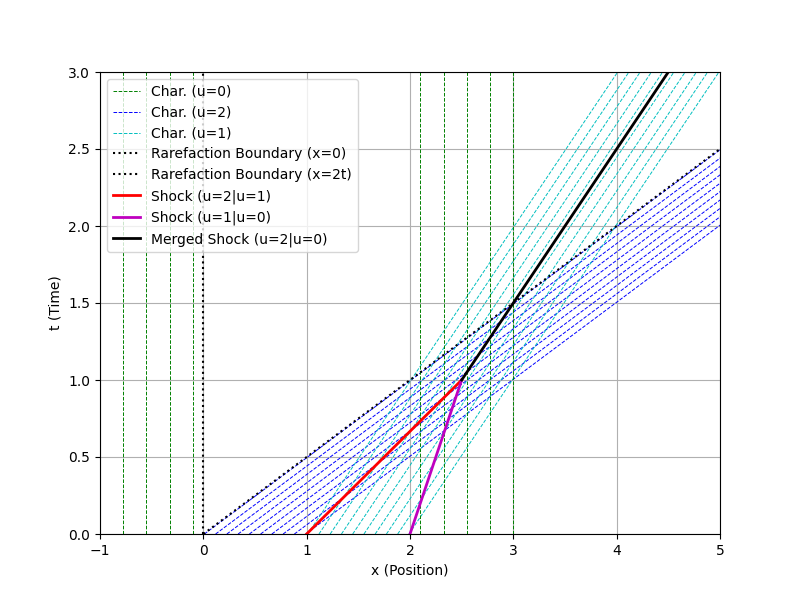 3.0
2.5
2.0
1.5
1.0
0.5
0.0
t (Time)
Char. (u=0)
Char. (u=2)
Char. (u=1)
Rarefaction Boundary (x=0)
Rarefaction Boundary (x=2t)
Shock (u=2|u=1)
Shock (u=1|u=0)
Merged Shock (u=2|u=0)
−1 0 1 2 3 4 5
x (Position)